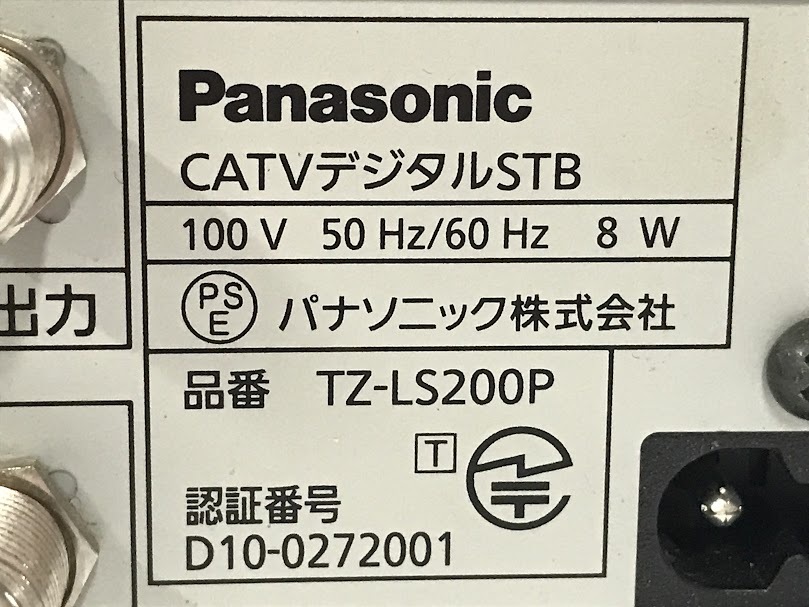 Panasonic
CATVデジタルSTB
100 V 50 Hz/60 Hz 8 W
PS
E
パナソニック株式会社
出力
品番 TZ-LS200P
T
認証番号
D10-0272001